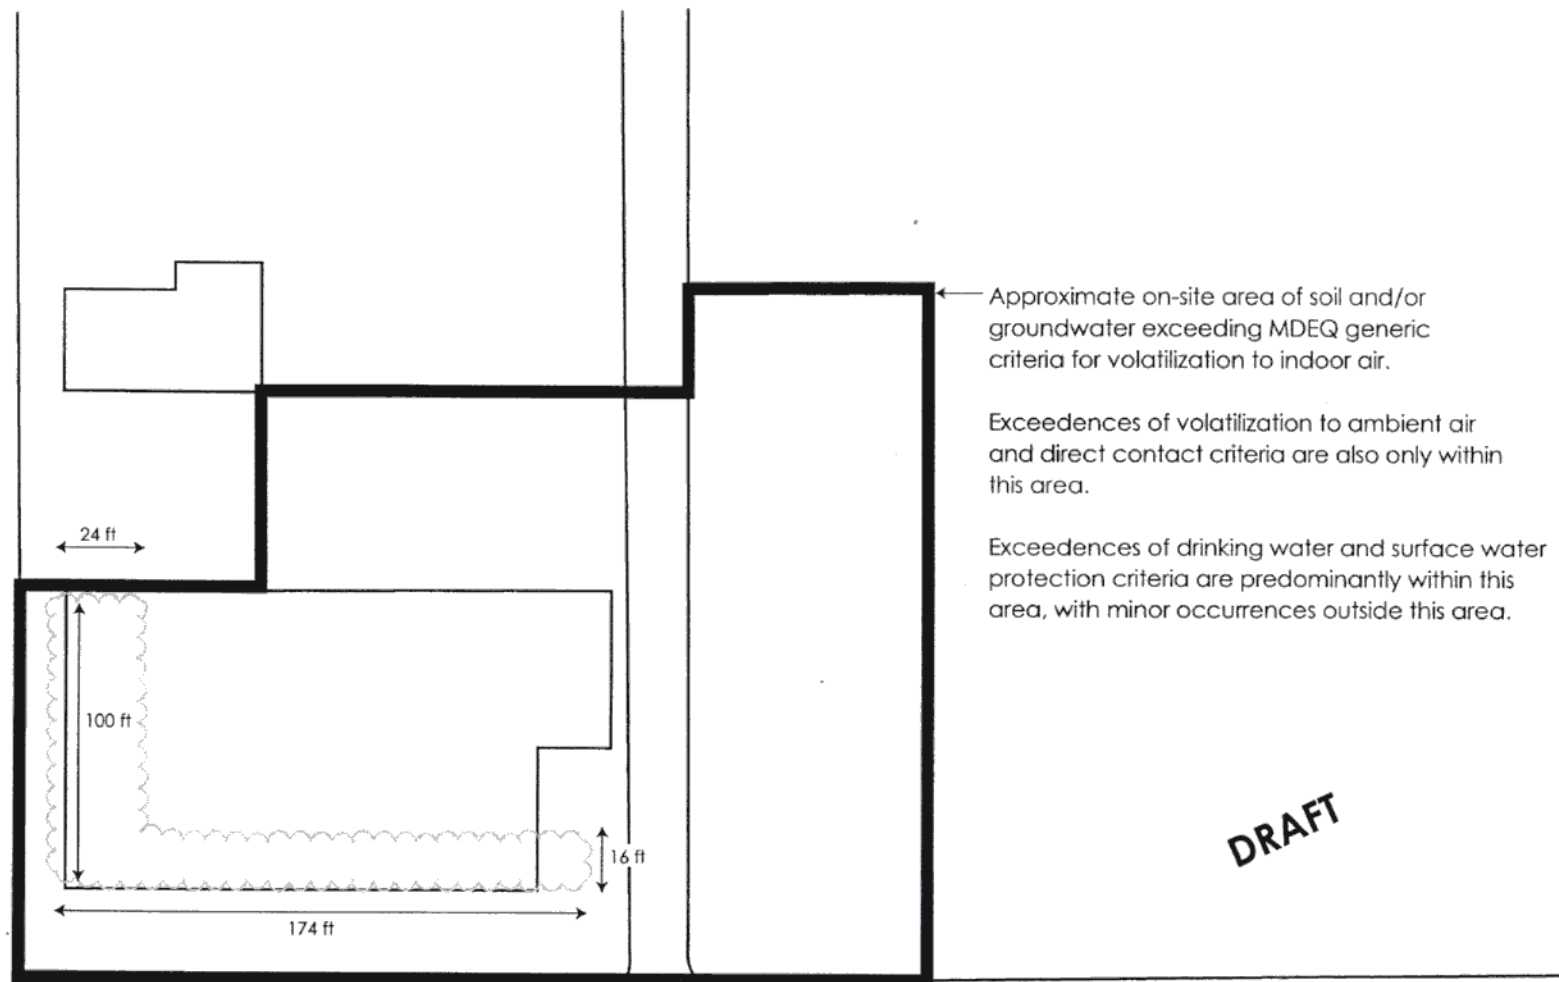 Approximate on-site area of soil and/or
groundwater exceeding MDEQ generic
criteria for volatilization to indoor air.
Exceedences of volatilization to ambient air
and direct contact criteria are also only within
this area.
Exceedences of drinking water and surface water
protection criteria are predominantly within this
area, with minor occurrences outside this area.
24 ft
100 ft
16 ft
174 ft
DRAFT